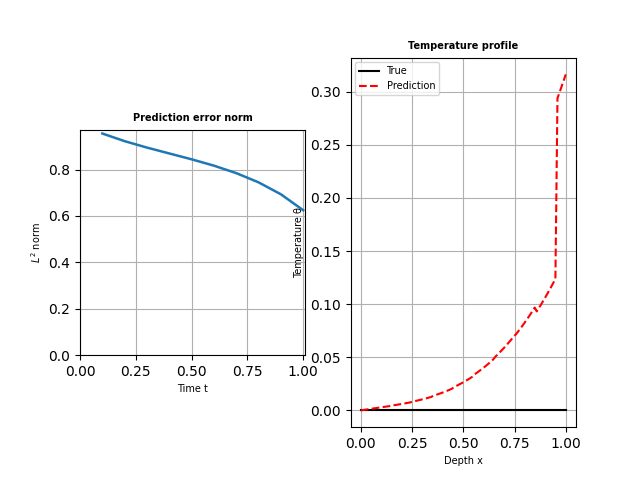 Prediction error norm
L² norm
0.8
0.6
0.4
0.2
0.0
0.00 0.25 0.50 0.75 1.00
Time t
Temperature profile
True
Prediction
Temperature θ
0.30
0.25
0.20
0.15
0.10
0.05
0.00
0.00 0.25 0.50 0.75 1.00
Depth x